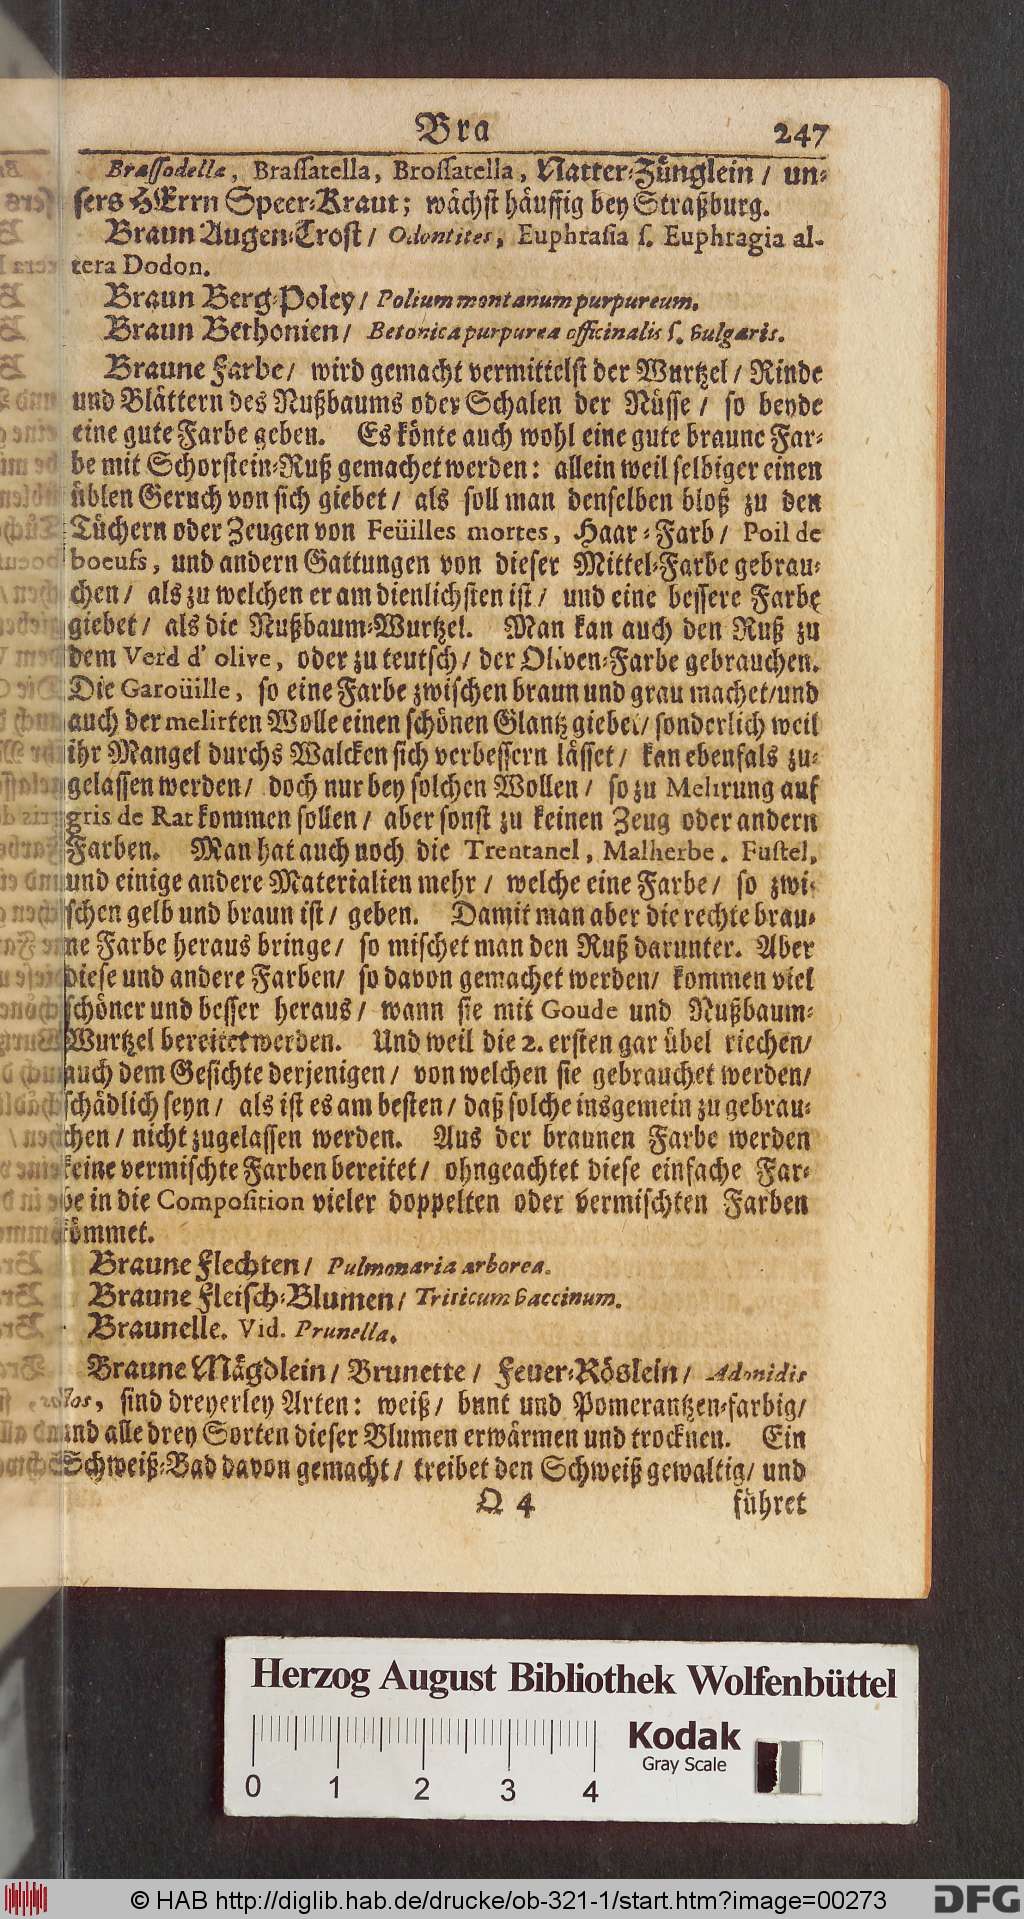 Bra 247
Brassodella, Brassatella, Brossatella, Natter-Zünglein / un-
sers HErrn Speer-Kraut; wächst häuffig bey Straßburg.
Braun Augen-Trost / Odontites, Euphrasia s. Euphragia al-
tera Dodon.
Braun Berg-Poley / Polium montanum purpureum.
Braun Bethonien / Betonica purpurea officinalis s. vulgaris.
Braune Farbe / wird gemacht vermittelst der Wurtzel / Rinde
und Blättern des Nußbaums oder Schalen der Nüsse / so beyde
eine gute Farbe geben. Es könte auch wohl eine gute braune Far-
be mit Schorstein-Ruß gemachet werden: allein weil selbiger einen
üblen Geruch von sich giebet / als soll man denselben bloß zu den
Tüchern oder Zeugen von Feüilles mortes, Haar-Farb / Poil de
boeufs, und andern Gattungen von dieser Mittel-Farbe gebrau-
chen / als zu welchen er am dienlichsten ist / und eine bessere Farbe
giebet / als die Nußbaum-Wurtzel. Man kan auch den Ruß zu
dem Verd d' olive, oder zu teutsch / der Oliven-Farbe gebrauchen.
Die Garoüille, so eine Farbe zwischen braun und grau machet / und
auch der melirten Wolle einen schönen Glantz giebet / sonderlich weil
ihr Mangel durchs Walcken sich verbessern lässet / kan ebenfals zu-
gelassen werden / doch nur bey solchen Wollen / so zu Melirung auf
gris de Rat kommen sollen / aber sonst zu keinen Zeug oder andern
Farben. Man hat auch noch die Trentanel, Malherbe, Fustel,
und einige andere Materialien mehr / welche eine Farbe / so zwi-
schen gelb und braun ist / geben. Damit man aber die rechte brau-
ne Farbe heraus bringe / so mischet man den Ruß darunter. Aber
diese und andere Farben / so davon gemachet werden / kommen viel
schöner und besser heraus / wann sie mit Goude und Nußbaum-
Wurtzel bereitet werden. Und weil die 2. ersten gar übel riechen /
auch dem Gesichte derjenigen / von welchen sie gebrauchet werden /
schädlich seyn / als ist es am besten / daß solche insgemein zu gebrau-
chen / nicht zugelassen werden. Aus der braunen Farbe werden
keine vermischte Farben bereitet / ohngeachtet diese einfache Far-
be in die Composition vieler doppelten oder vermischten Farben
kömmet.
Braune Flechten / Pulmonaria arborea.
Braune Fleisch-Blumen / Triticum vaccinum.
Braunelle. Vid. Prunella.
Braune Mägdlein / Brunette / Feuer-Röslein / Adonidis
flos, sind dreyerley Arten: weiß / bunt und Pomerantzen-farbig /
und alle drey Sorten dieser Blumen erwärmen und trocknen. Ein
Schweiß-Bad davon gemacht / treibet den Schweiß gewaltig / und
Q 4 führet
Herzog August Bibliothek Wolfenbüttel
Kodak
Gray Scale
0 1 2 3 4
© HAB http://diglib.hab.de/drucke/ob-321-1/start.htm?image=00273
DFG